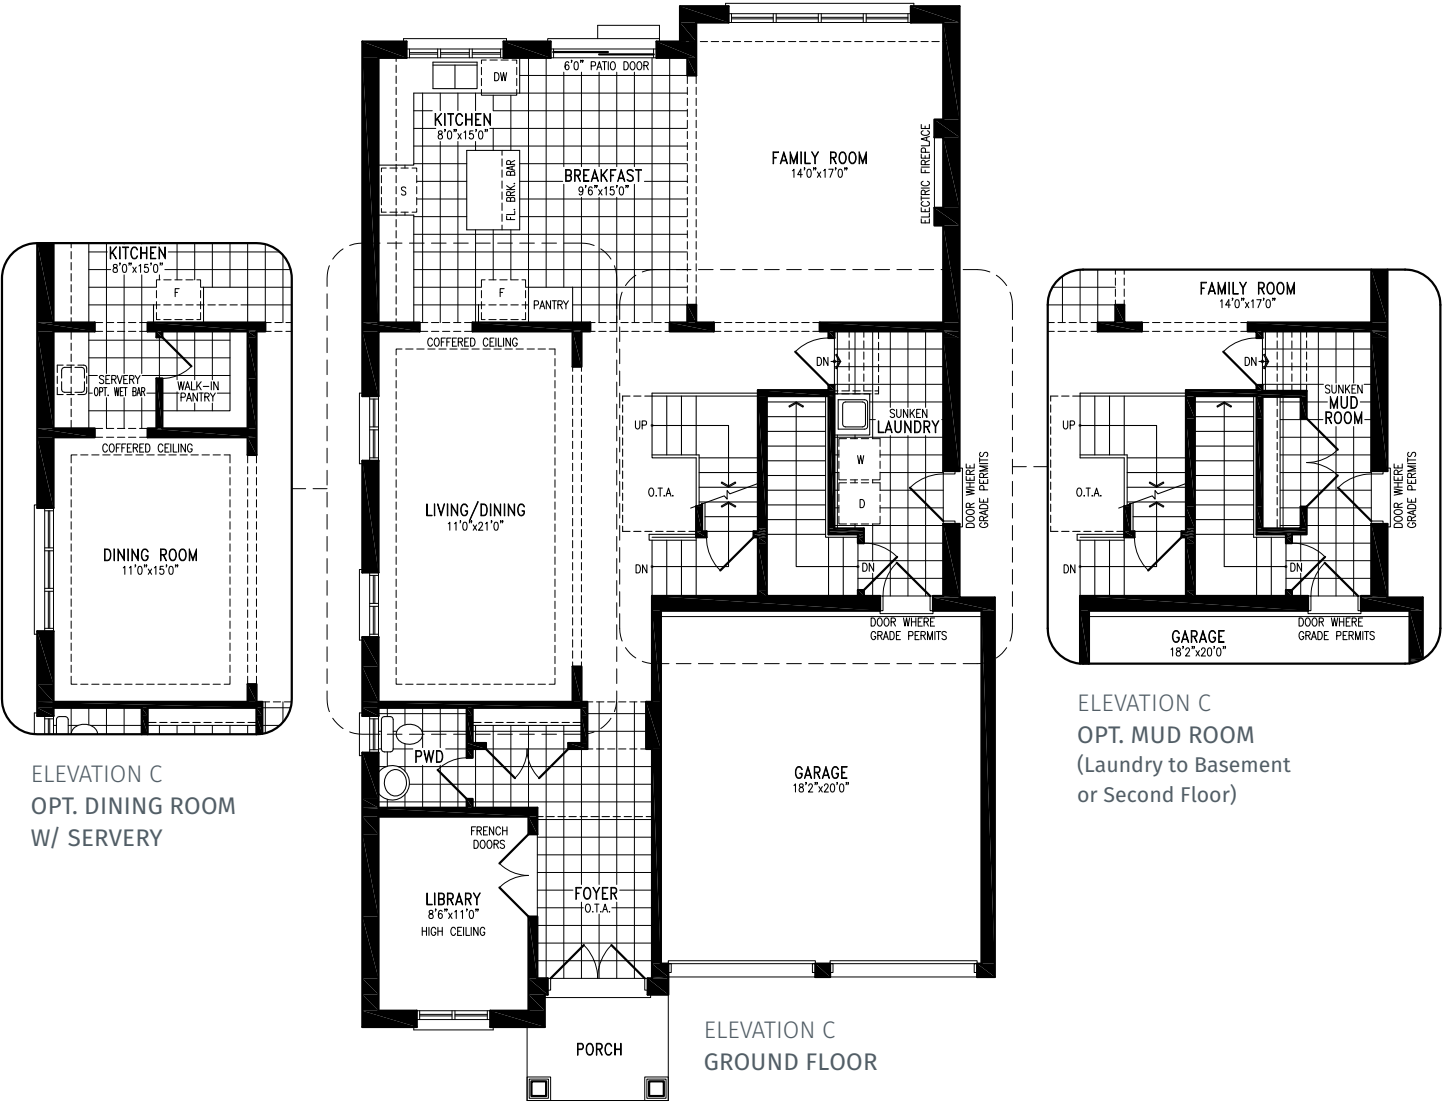 6'0" PATIO DOOR
DW
KITCHEN
8'0"x15'0"
S
FL. BRK. BAR
BREAKFAST
9'6"x15'0"
FAMILY ROOM
14'0"x17'0"
ELECTRIC FIREPLACE
F
PANTRY
COFFERED CEILING
LIVING/DINING
11'0"x21'0"
UP
O.T.A.
DN
DN
SUNKEN
LAUNDRY
W
D
DN
DOOR WHERE
GRADE PERMITS
DOOR WHERE
GRADE PERMITS
PWD
GARAGE
18'2"x20'0"
FRENCH
DOORS
LIBRARY
8'6"x11'0"
HIGH CEILING
FOYER
O.T.A.
PORCH
ELEVATION C
GROUND FLOOR
KITCHEN
8'0"x15'0"
F
SERVERY
OPT. WET BAR
WALK-IN
PANTRY
COFFERED CEILING
DINING ROOM
11'0"x15'0"
ELEVATION C
OPT. DINING ROOM
W/ SERVERY
FAMILY ROOM
14'0"x17'0"
DN
SUNKEN
MUD
ROOM
UP
O.T.A.
DN
DN
DOOR WHERE
GRADE PERMITS
DOOR WHERE
GRADE PERMITS
GARAGE
18'2"x20'0"
ELEVATION C
OPT. MUD ROOM
(Laundry to Basement
or Second Floor)